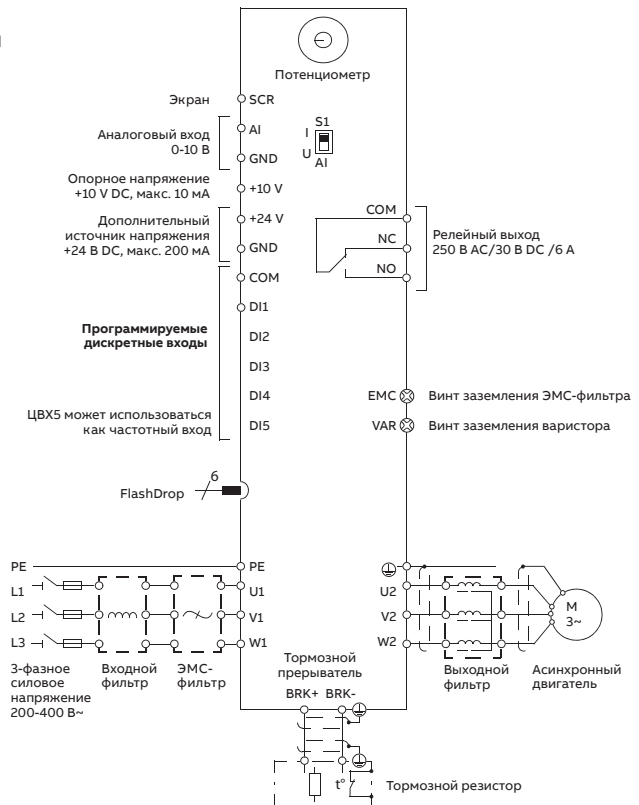 Потенциометр
Экран
SCR
Аналоговый вход
0-10 В
AI
GND
S1
I
U
AI
Опорное напряжение
+10 V DC, макс. 10 мА
+10 V
Дополнительный
источник напряжения
+24 В DC, макс. 200 мА
+24 V
GND
COM
NC
NO
Релейный выход
250 В AC/30 В DC /6 А
COM
DI1
Программируемые
дискретные входы
DI2
DI3
DI4
ЦВХ5 может использоваться
как частотный вход
DI5
EMC
Винт заземления ЭМС-фильтра
VAR
Винт заземления варистора
FlashDrop
6
PE
PE
L1
U1
L2
V1
L3
W1
U2
V2
W2
M
3~
3-фазное
силовое
напряжение
200-400 В~
Входной
фильтр
ЭМС-
фильтр
Тормозной
прерыватель
BRK+ BRK-
Выходной
фильтр
Асинхронный
двигатель
t°
Тормозной резистор